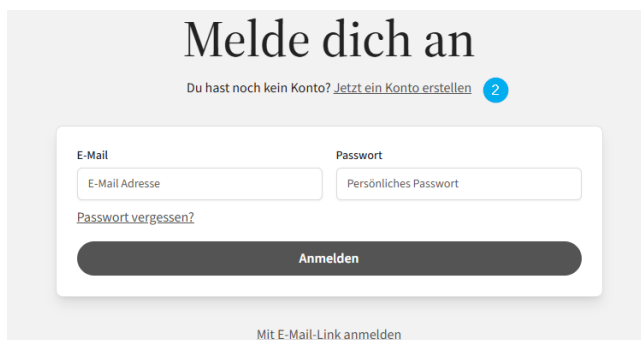 Melde dich an
Du hast noch kein Konto? Jetzt ein Konto erstellen 2
E-Mail Passwort
E-Mail Adresse Persönliches Passwort
Passwort vergessen?
Anmelden
Mit E-Mail-Link anmelden